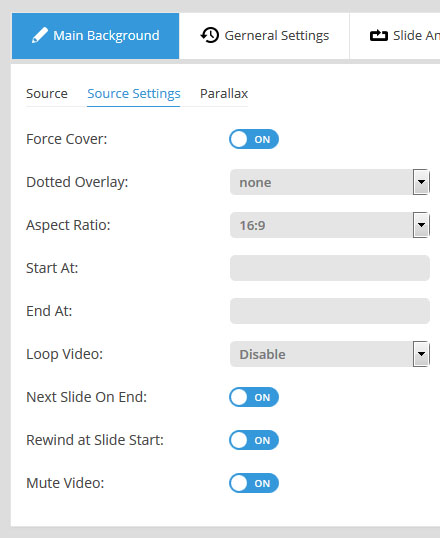 Main Background Gerneral Settings Slide An
Source Source Settings Parallax
Force Cover: ON
Dotted Overlay: none
Aspect Ratio: 16:9
Start At:
End At:
Loop Video: Disable
Next Slide On End: ON
Rewind at Slide Start: ON
Mute Video: ON